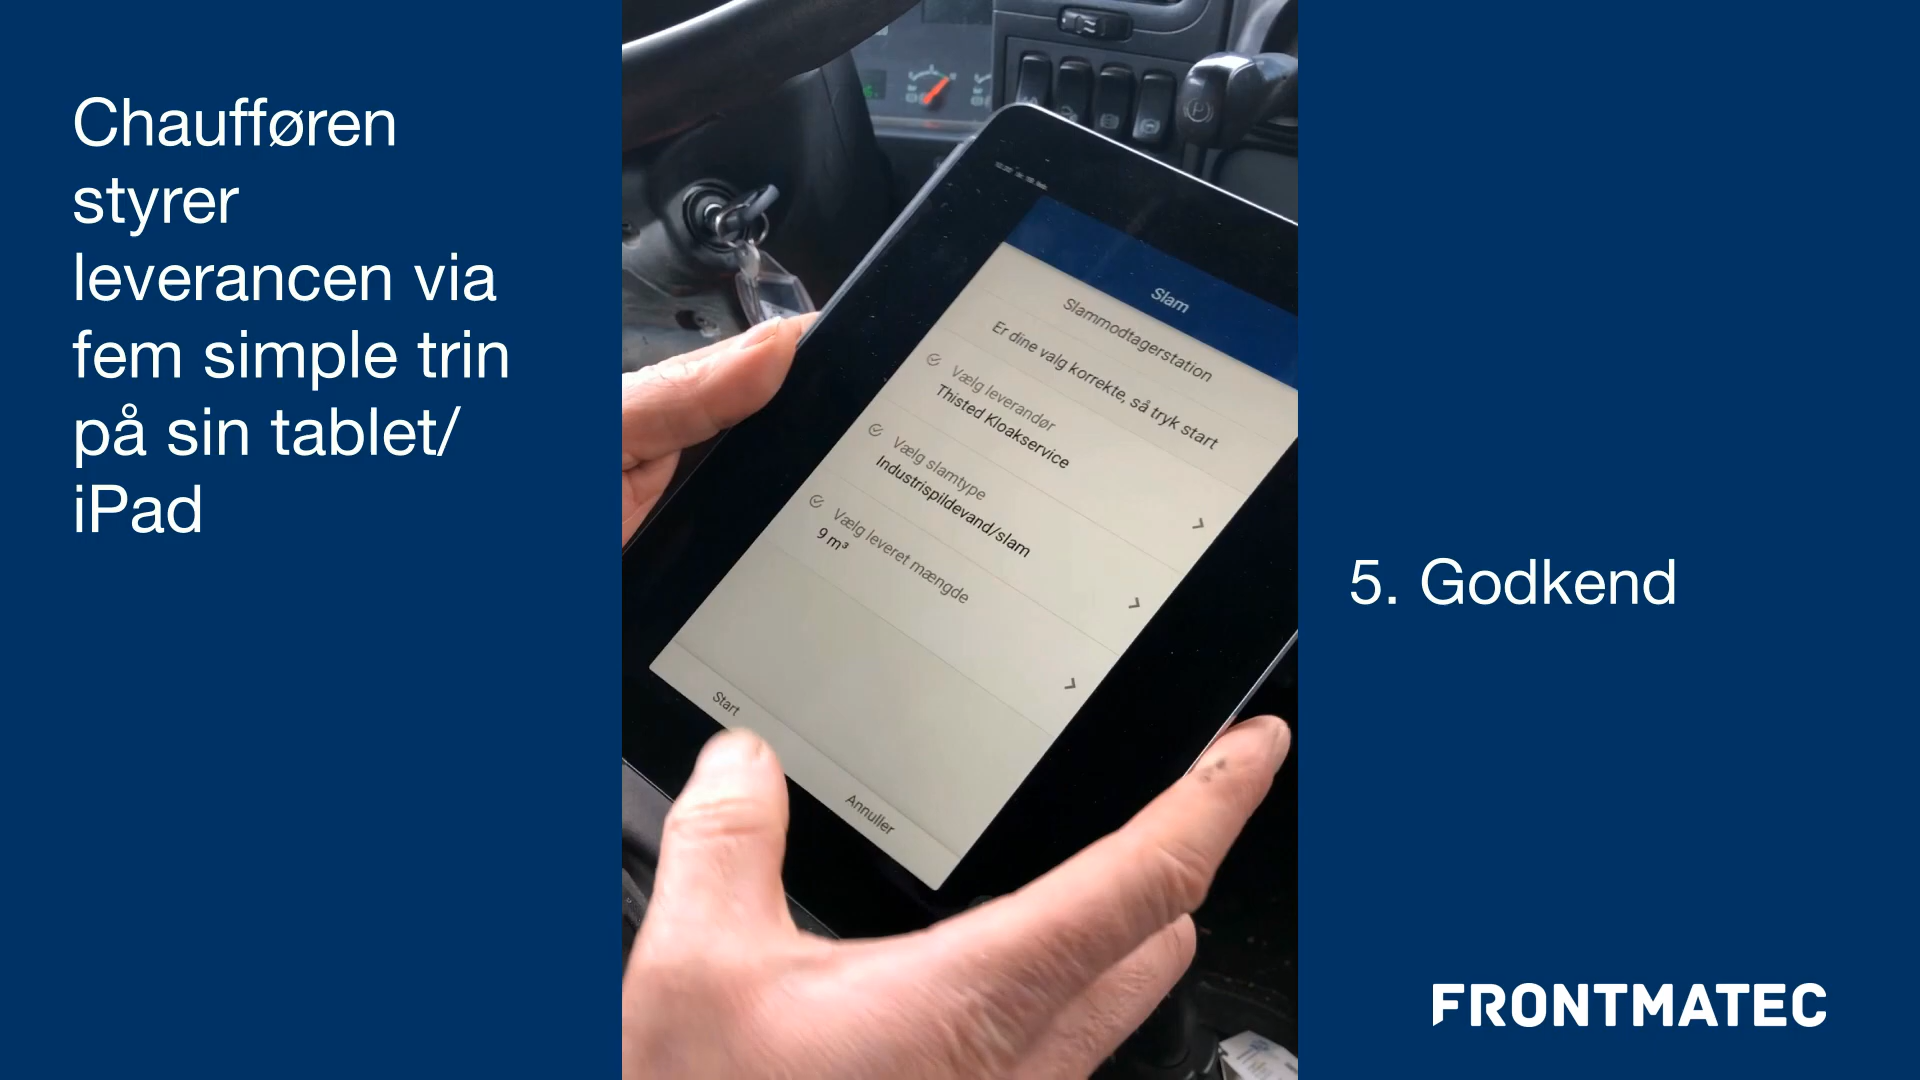 Chaufføren
styrer
leverancen via
fem simple trin
på sin tablet/
iPad
Slam
Slammodtagerstation
Er dine valg korrekte, så tryk start
Vælg leverandør
Thisted Kloakservice
Vælg slamtype
Industrispildevand/slam
Vælg leveret mængde
9 m³
Start
Annuller
5. Godkend
FRONTMATEC